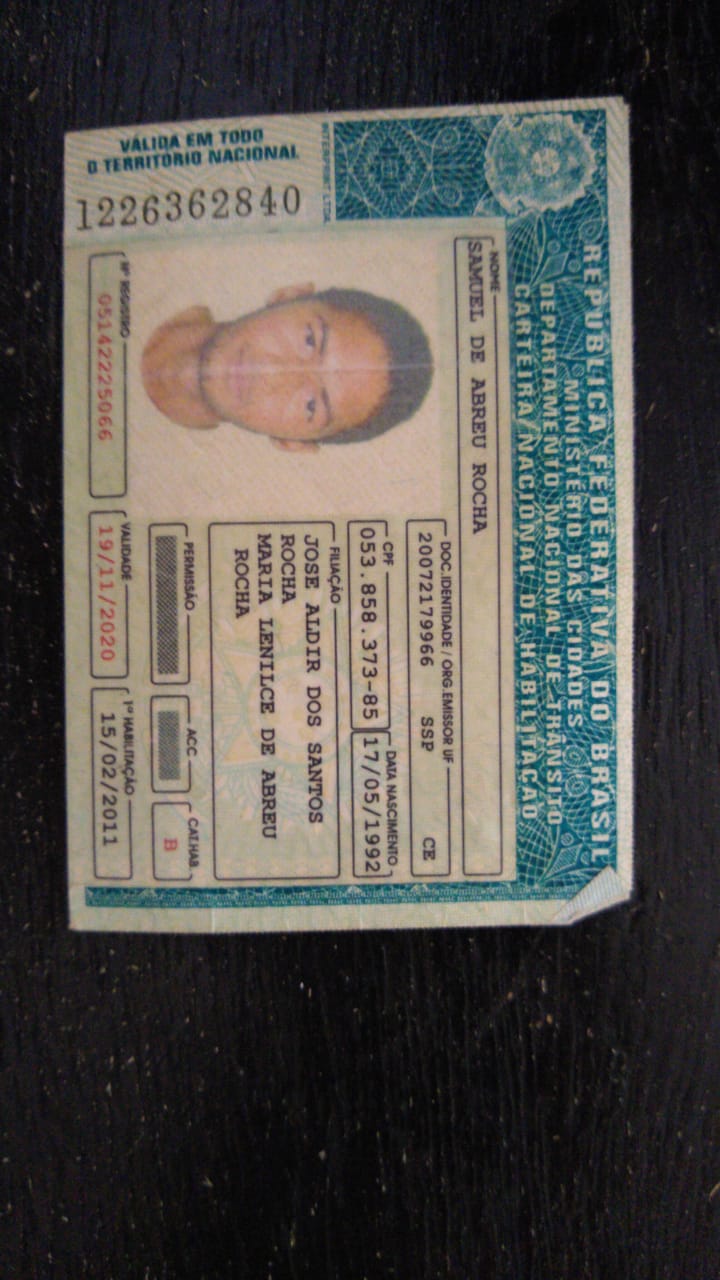 REPÚBLICA FEDERATIVA DO BRASIL
MINISTÉRIO DAS CIDADES
DEPARTAMENTO NACIONAL DE TRÂNSITO
CARTEIRA NACIONAL DE HABILITAÇÃO
VÁLIDA EM TODO
O TERRITÓRIO NACIONAL
1226362840
INTERPRINT LTDA
NOME
SAMUEL DE ABREU ROCHA
DOC. IDENTIDADE / ORG. EMISSOR UF
20072179966 SSP CE
CPF
053.858.373-85
DATA NASCIMENTO
17/05/1992
FILIAÇÃO
JOSE ALDIR DOS SANTOS
ROCHA
MARIA LENILCE DE ABREU
ROCHA
PERMISSÃO
ACC
CAT.HAB.
B
Nº REGISTRO
05142225066
VALIDADE
19/11/2020
1ª HABILITAÇÃO
15/02/2011